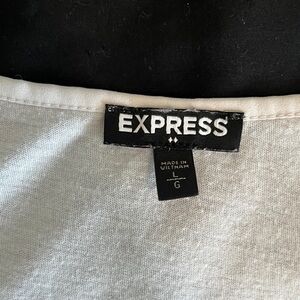 EXPRESS
MADE IN
VIETNAM
L
G